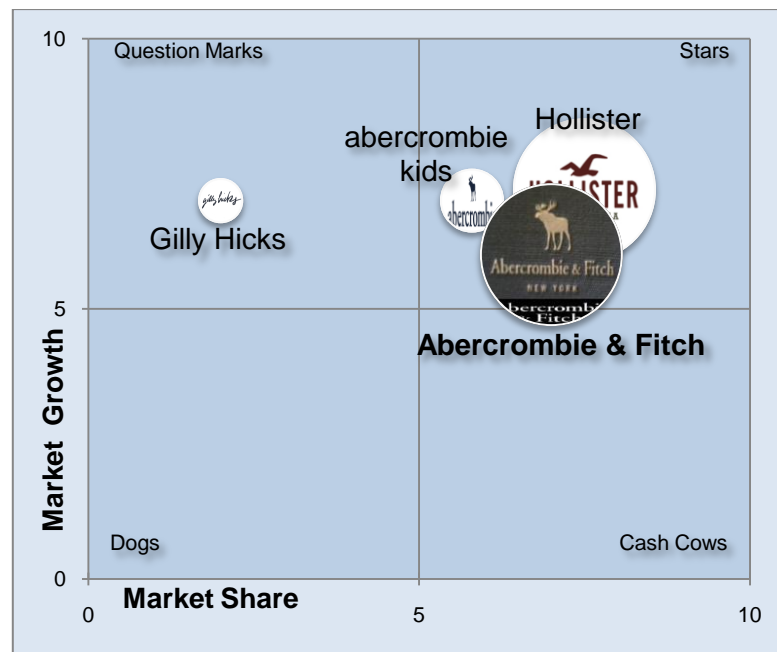 10
Question Marks
Stars
Hollister
abercrombie
kids
HOLLISTER
abercrombie
gilly hicks
Gilly Hicks
Abercrombie & Fitch
NEW YORK
Abercrombie
& Fitch
5
Abercrombie & Fitch
Market Growth
Dogs
Cash Cows
0
Market Share
0
5
10